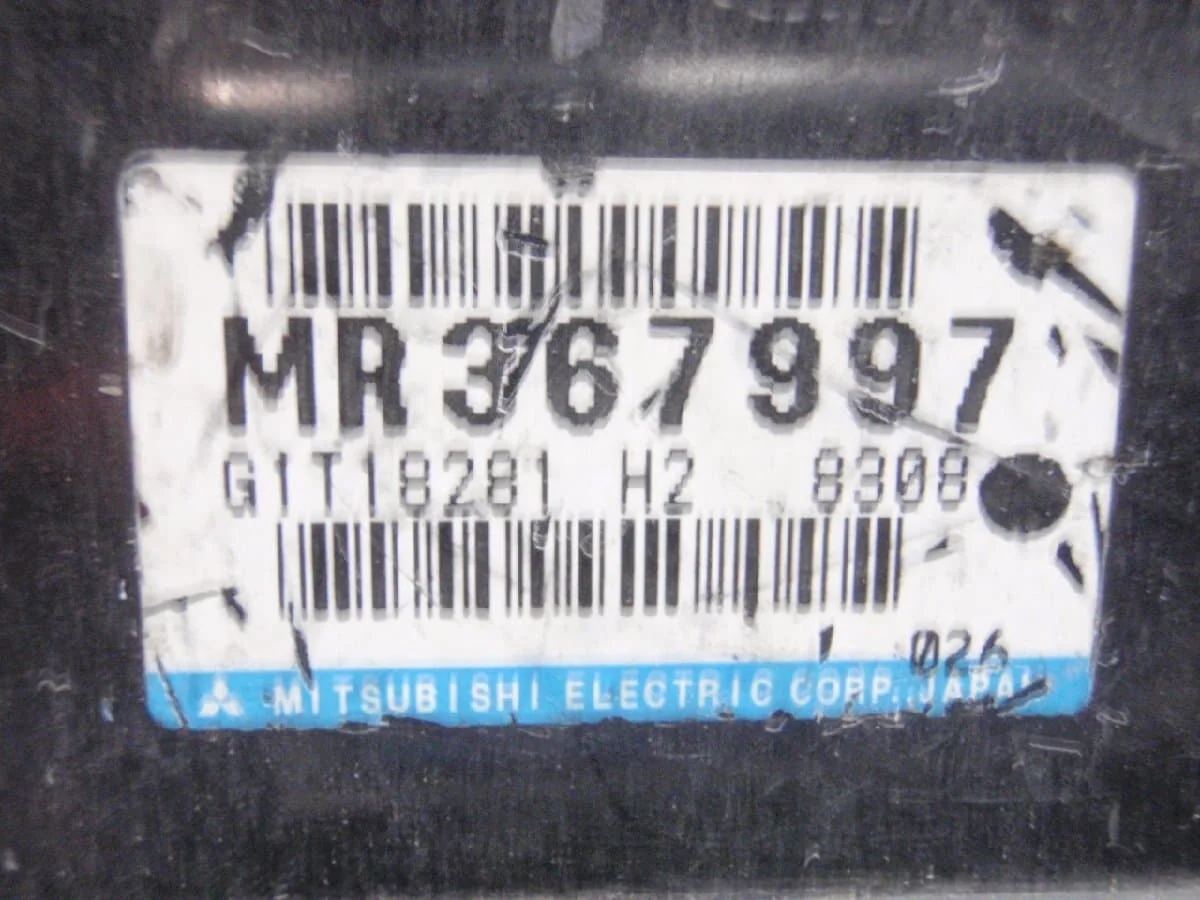 MR367997
G1T18281 H2 8308
026
MITSUBISHI ELECTRIC CORP. JAPAN